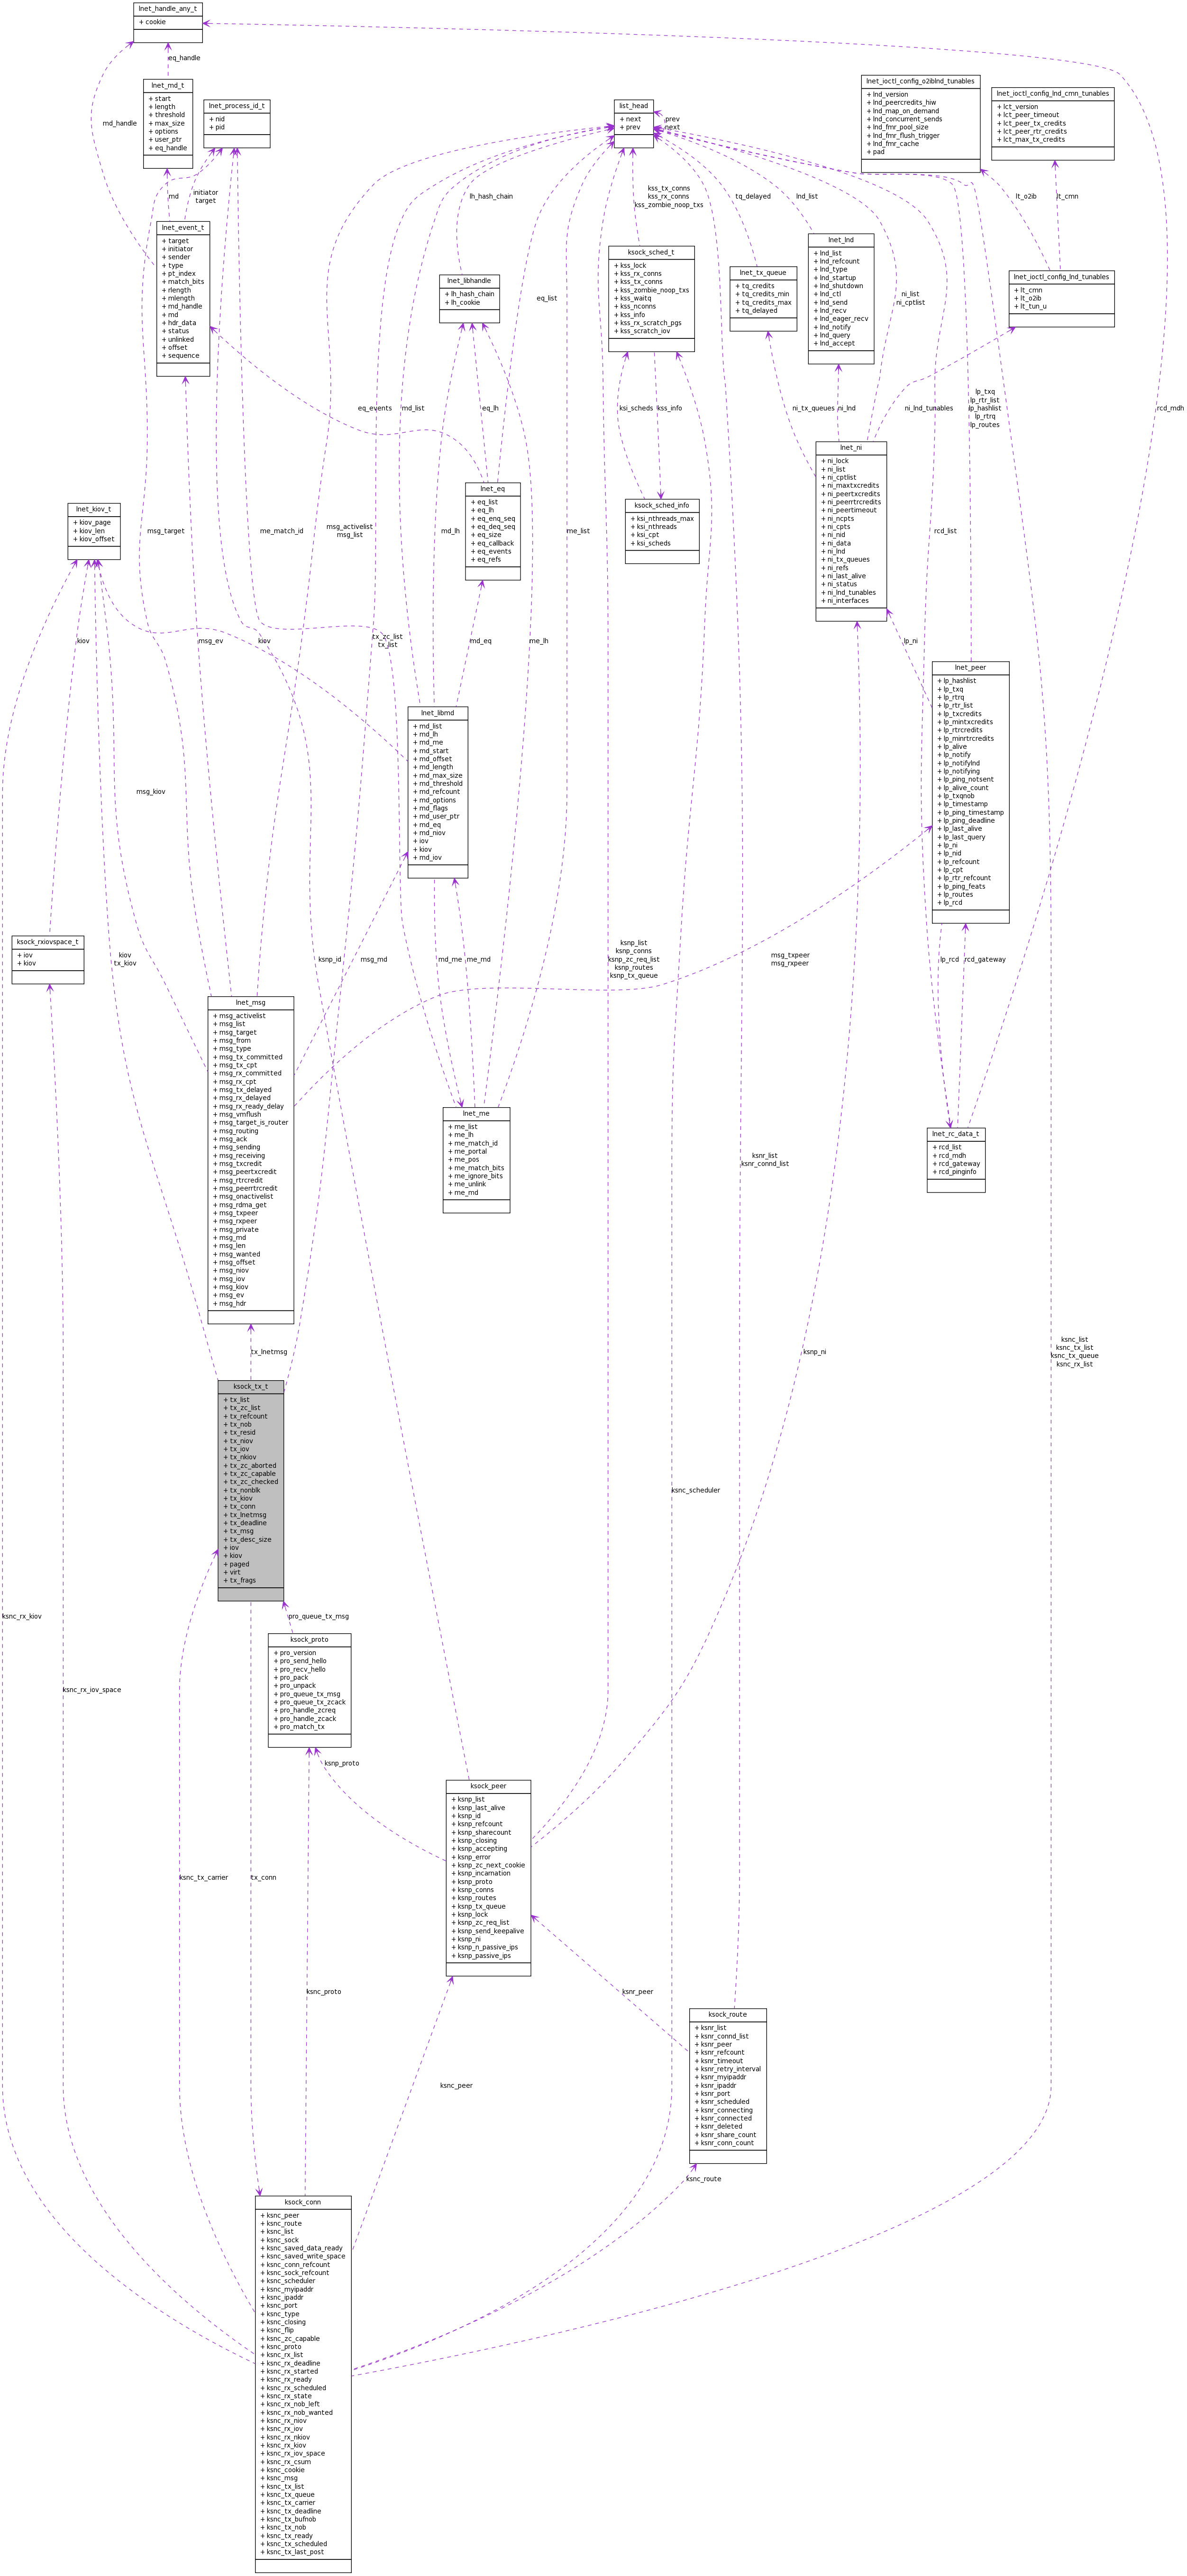 lnet_handle_any_t
+ cookie
eq_handle
lnet_md_t
+ start
+ length
+ threshold
+ max_size
+ options
+ user_ptr
+ eq_handle
lnet_process_id_t
+ nid
+ pid
list_head
+ next
+ prev
prev
next
lnet_ioctl_config_o2iblnd_tunables
+ lnd_version
+ lnd_peercredits_hiw
+ lnd_map_on_demand
+ lnd_concurrent_sends
+ lnd_fmr_pool_size
+ lnd_fmr_flush_trigger
+ lnd_fmr_cache
+ pad
lnet_ioctl_config_lnd_cmn_tunables
+ lct_version
+ lct_peer_timeout
+ lct_peer_tx_credits
+ lct_peer_rtr_credits
+ lct_max_tx_credits
md_handle
md
initiator
target
lh_hash_chain
kss_tx_conns
kss_rx_conns
kss_zombie_noop_txs
tq_delayed
lnd_list
lt_o2ib
lt_cmn
lnet_event_t
+ target
+ initiator
+ sender
+ type
+ pt_index
+ match_bits
+ rlength
+ mlength
+ md_handle
+ md
+ hdr_data
+ status
+ unlinked
+ offset
+ sequence
lnet_libhandle
+ lh_hash_chain
+ lh_cookie
eq_list
ksock_sched_t
+ kss_lock
+ kss_rx_conns
+ kss_tx_conns
+ kss_zombie_noop_txs
+ kss_waitq
+ kss_nconns
+ kss_info
+ kss_rx_scratch_pgs
+ kss_scratch_iov
lnet_tx_queue
+ tq_credits
+ tq_credits_min
+ tq_credits_max
+ tq_delayed
lnet_lnd
+ lnd_list
+ lnd_refcount
+ lnd_type
+ lnd_startup
+ lnd_shutdown
+ lnd_ctl
+ lnd_send
+ lnd_recv
+ lnd_eager_recv
+ lnd_notify
+ lnd_query
+ lnd_accept
ni_list
ni_cptlist
lnet_ioctl_config_lnd_tunables
+ lt_cmn
+ lt_o2ib
+ lt_tun_u
eq_events
md_list
eq_lh
ksi_scheds
kss_info
ni_tx_queues
ni_lnd
ni_lnd_tunables
lp_txq
lp_rtr_list
lp_hashlist
lp_rtrq
lp_routes
rcd_mdh
lnet_kiov_t
+ kiov_page
+ kiov_len
+ kiov_offset
msg_target
me_match_id
msg_activelist
msg_list
md_lh
lnet_eq
+ eq_list
+ eq_lh
+ eq_enq_seq
+ eq_deq_seq
+ eq_size
+ eq_callback
+ eq_events
+ eq_refs
me_list
ksock_sched_info
+ ksi_nthreads_max
+ ksi_nthreads
+ ksi_cpt
+ ksi_scheds
lnet_ni
+ ni_lock
+ ni_list
+ ni_cptlist
+ ni_maxtxcredits
+ ni_peertxcredits
+ ni_peerrtrcredits
+ ni_peertimeout
+ ni_ncpts
+ ni_cpts
+ ni_nid
+ ni_data
+ ni_lnd
+ ni_tx_queues
+ ni_refs
+ ni_last_alive
+ ni_status
+ ni_lnd_tunables
+ ni_interfaces
rcd_list
kiov
msg_ev
kiov
tx_zc_list
tx_list
md_eq
me_lh
lp_ni
lnet_peer
+ lp_hashlist
+ lp_txq
+ lp_rtrq
+ lp_rtr_list
+ lp_txcredits
+ lp_mintxcredits
+ lp_rtrcredits
+ lp_minrtrcredits
+ lp_alive
+ lp_notify
+ lp_notifylnd
+ lp_notifying
+ lp_ping_notsent
+ lp_alive_count
+ lp_txqnob
+ lp_timestamp
+ lp_ping_timestamp
+ lp_ping_deadline
+ lp_last_alive
+ lp_last_query
+ lp_ni
+ lp_nid
+ lp_refcount
+ lp_cpt
+ lp_rtr_refcount
+ lp_ping_feats
+ lp_routes
+ lp_rcd
lnet_libmd
+ md_list
+ md_lh
+ md_me
+ md_start
+ md_offset
+ md_length
+ md_max_size
+ md_threshold
+ md_refcount
+ md_options
+ md_flags
+ md_user_ptr
+ md_eq
+ md_niov
+ iov
+ kiov
+ md_iov
msg_kiov
ksock_rxiovspace_t
+ iov
+ kiov
kiov
tx_kiov
ksnp_id
msg_md
md_me
me_md
ksnp_list
ksnp_conns
ksnp_zc_req_list
ksnp_routes
ksnp_tx_queue
msg_txpeer
msg_rxpeer
lp_rcd
rcd_gateway
lnet_msg
+ msg_activelist
+ msg_list
+ msg_target
+ msg_from
+ msg_type
+ msg_tx_committed
+ msg_tx_cpt
+ msg_rx_committed
+ msg_rx_cpt
+ msg_tx_delayed
+ msg_rx_delayed
+ msg_rx_ready_delay
+ msg_vmflush
+ msg_target_is_router
+ msg_routing
+ msg_ack
+ msg_sending
+ msg_receiving
+ msg_txcredit
+ msg_peertxcredit
+ msg_rtrcredit
+ msg_peerrtrcredit
+ msg_onactivelist
+ msg_rdma_get
+ msg_txpeer
+ msg_rxpeer
+ msg_private
+ msg_md
+ msg_len
+ msg_wanted
+ msg_offset
+ msg_niov
+ msg_iov
+ msg_kiov
+ msg_ev
+ msg_hdr
lnet_me
+ me_list
+ me_lh
+ me_match_id
+ me_portal
+ me_pos
+ me_match_bits
+ me_ignore_bits
+ me_unlink
+ me_md
ksnr_list
ksnr_connd_list
lnet_rc_data_t
+ rcd_list
+ rcd_mdh
+ rcd_gateway
+ rcd_pinginfo
tx_lnetmsg
ksnp_ni
ksnc_list
ksnc_tx_list
ksnc_tx_queue
ksnc_rx_list
ksock_tx_t
+ tx_list
+ tx_zc_list
+ tx_refcount
+ tx_nob
+ tx_resid
+ tx_niov
+ tx_iov
+ tx_nkiov
+ tx_zc_aborted
+ tx_zc_capable
+ tx_zc_checked
+ tx_nonblk
+ tx_kiov
+ tx_conn
+ tx_lnetmsg
+ tx_deadline
+ tx_msg
+ tx_desc_size
+ iov
+ kiov
+ paged
+ virt
+ tx_frags
ksnc_scheduler
ksnc_rx_kiov
pro_queue_tx_msg
ksock_proto
+ pro_version
+ pro_send_hello
+ pro_recv_hello
+ pro_pack
+ pro_unpack
+ pro_queue_tx_msg
+ pro_queue_tx_zcack
+ pro_handle_zcreq
+ pro_handle_zcack
+ pro_match_tx
ksnc_rx_iov_space
ksnp_proto
ksock_peer
+ ksnp_list
+ ksnp_last_alive
+ ksnp_id
+ ksnp_refcount
+ ksnp_sharecount
+ ksnp_closing
+ ksnp_accepting
+ ksnp_error
+ ksnp_zc_next_cookie
+ ksnp_incarnation
+ ksnp_proto
+ ksnp_conns
+ ksnp_routes
+ ksnp_tx_queue
+ ksnp_lock
+ ksnp_zc_req_list
+ ksnp_send_keepalive
+ ksnp_ni
+ ksnp_n_passive_ips
+ ksnp_passive_ips
ksnc_tx_carrier
tx_conn
ksnc_proto
ksnr_peer
ksock_route
+ ksnr_list
+ ksnr_connd_list
+ ksnr_peer
+ ksnr_refcount
+ ksnr_timeout
+ ksnr_retry_interval
+ ksnr_myipaddr
+ ksnr_ipaddr
+ ksnr_port
+ ksnr_scheduled
+ ksnr_connecting
+ ksnr_connected
+ ksnr_deleted
+ ksnr_share_count
+ ksnr_conn_count
ksnc_peer
ksnc_route
ksock_conn
+ ksnc_peer
+ ksnc_route
+ ksnc_list
+ ksnc_sock
+ ksnc_saved_data_ready
+ ksnc_saved_write_space
+ ksnc_conn_refcount
+ ksnc_sock_refcount
+ ksnc_scheduler
+ ksnc_myipaddr
+ ksnc_ipaddr
+ ksnc_port
+ ksnc_type
+ ksnc_closing
+ ksnc_flip
+ ksnc_zc_capable
+ ksnc_proto
+ ksnc_rx_list
+ ksnc_rx_deadline
+ ksnc_rx_started
+ ksnc_rx_ready
+ ksnc_rx_scheduled
+ ksnc_rx_state
+ ksnc_rx_nob_left
+ ksnc_rx_nob_wanted
+ ksnc_rx_niov
+ ksnc_rx_iov
+ ksnc_rx_nkiov
+ ksnc_rx_kiov
+ ksnc_rx_iov_space
+ ksnc_rx_csum
+ ksnc_cookie
+ ksnc_msg
+ ksnc_tx_list
+ ksnc_tx_queue
+ ksnc_tx_carrier
+ ksnc_tx_deadline
+ ksnc_tx_bufnob
+ ksnc_tx_nob
+ ksnc_tx_ready
+ ksnc_tx_scheduled
+ ksnc_tx_last_post